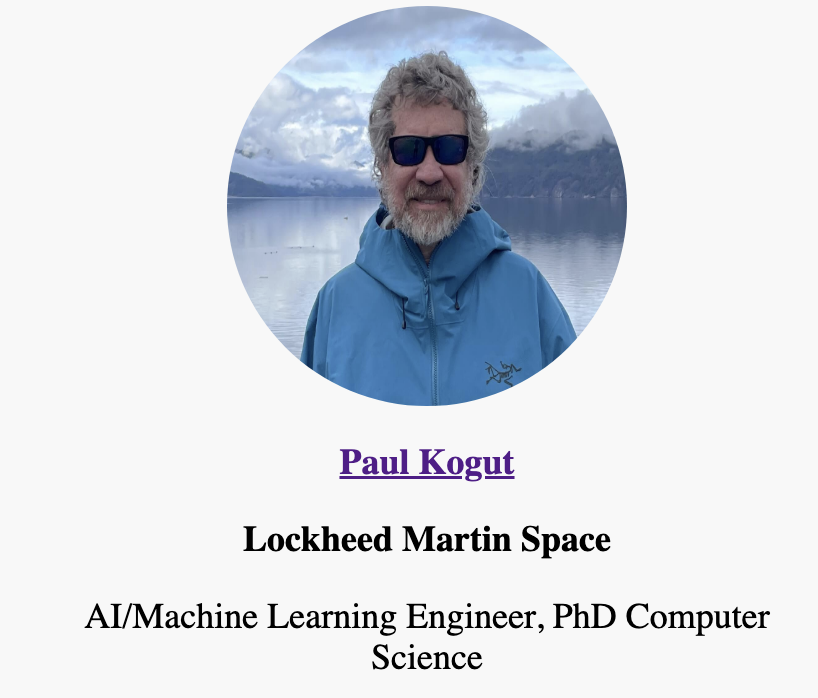 Paul Kogut
Lockheed Martin Space
AI/Machine Learning Engineer, PhD Computer
Science